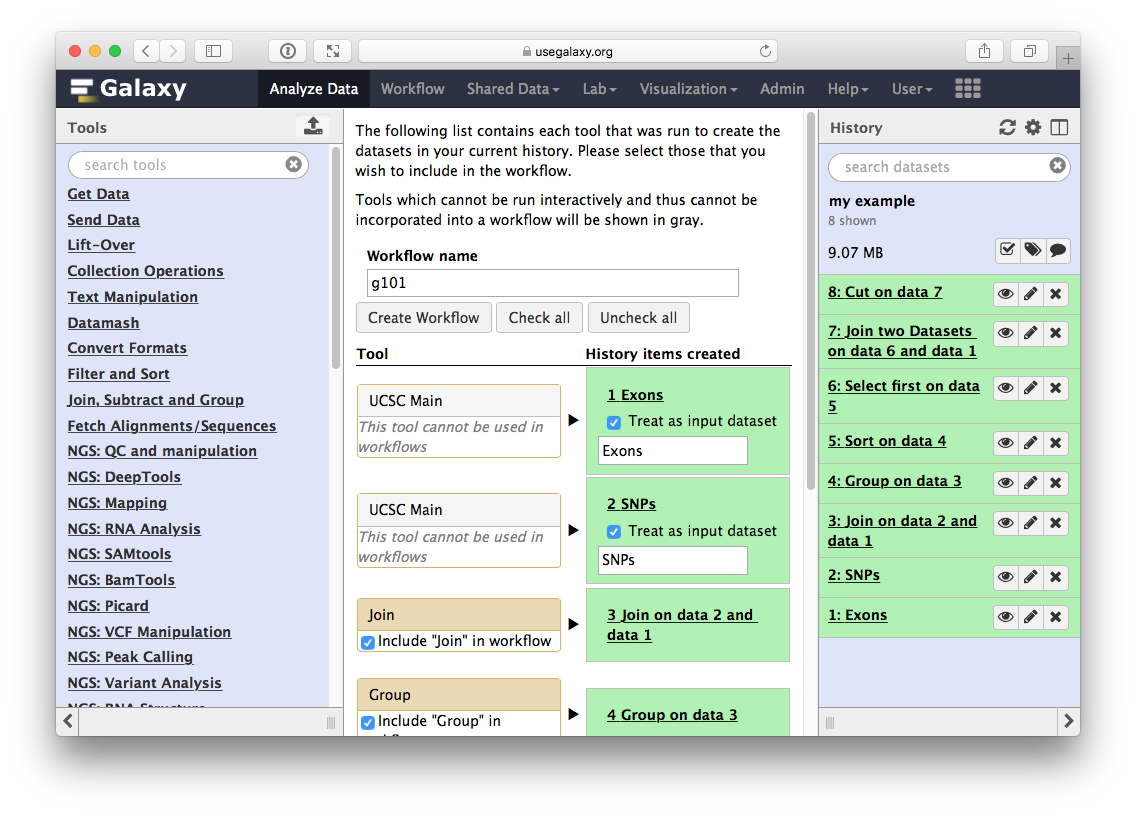 usegalaxy.org
Galaxy
Analyze Data
Workflow
Shared Data
Lab
Visualization
Admin
Help
User
Tools
search tools
Get Data
Send Data
Lift-Over
Collection Operations
Text Manipulation
Datamash
Convert Formats
Filter and Sort
Join, Subtract and Group
Fetch Alignments/Sequences
NGS: QC and manipulation
NGS: DeepTools
NGS: Mapping
NGS: RNA Analysis
NGS: SAMtools
NGS: BamTools
NGS: Picard
NGS: VCF Manipulation
NGS: Peak Calling
NGS: Variant Analysis
NGS: RNA Structure
The following list contains each tool that was run to create the
datasets in your current history. Please select those that you
wish to include in the workflow.
Tools which cannot be run interactively and thus cannot be
incorporated into a workflow will be shown in gray.
Workflow name
g101
Create Workflow
Check all
Uncheck all
Tool
History items created
UCSC Main
This tool cannot be used in
workflows
1 Exons
Treat as input dataset
Exons
UCSC Main
This tool cannot be used in
workflows
2 SNPs
Treat as input dataset
SNPs
Join
Include "Join" in workflow
3 Join on data 2 and
data 1
Group
Include "Group" in
4 Group on data 3
History
search datasets
my example
8 shown
9.07 MB
8: Cut on data 7
7: Join two Datasets
on data 6 and data 1
6: Select first on data
5
5: Sort on data 4
4: Group on data 3
3: Join on data 2 and
data 1
2: SNPs
1: Exons